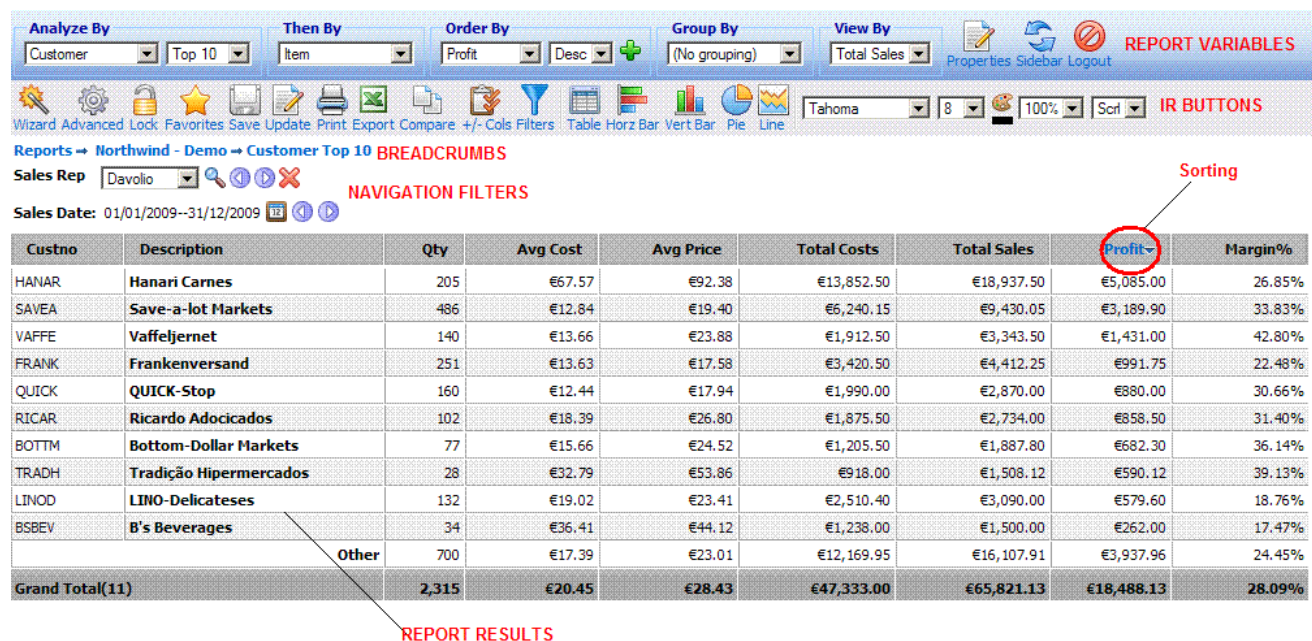 Analyze By Then By Order By Group By View By
Customer Top 10 Item Profit Desc (No grouping) Total Sales
Properties Sidebar Logout REPORT VARIABLES
Wizard Advanced Lock Favorites Save Update Print Export Compare +/- Cols Filters Table Horz Bar Vert Bar Pie Line Tahoma 8 100% Scrl IR BUTTONS
Reports → Northwind - Demo → Customer Top 10 BREADCRUMBS
Sales Rep Davolio NAVIGATION FILTERS Sorting
Sales Date: 01/01/2009--31/12/2009 12
Custno Description Qty Avg Cost Avg Price Total Costs Total Sales Profit Margin%
HANAR Hanari Carnes 205 €67.57 €92.38 €13,852.50 €18,937.50 €5,085.00 26.85%
SAVEA Save-a-lot Markets 486 €12.84 €19.40 €6,240.15 €9,430.05 €3,189.90 33.83%
VAFFE Vaffeljernet 140 €13.66 €23.88 €1,912.50 €3,343.50 €1,431.00 42.80%
FRANK Frankenversand 251 €13.63 €17.58 €3,420.50 €4,412.25 €991.75 22.48%
QUICK QUICK-Stop 160 €12.44 €17.94 €1,990.00 €2,870.00 €880.00 30.66%
RICAR Ricardo Adocicados 102 €18.39 €26.80 €1,875.50 €2,734.00 €858.50 31.40%
BOTTM Bottom-Dollar Markets 77 €15.66 €24.52 €1,205.50 €1,887.80 €682.30 36.14%
TRADH Tradição Hipermercados 28 €32.79 €53.86 €918.00 €1,508.12 €590.12 39.13%
LINOD LINO-Delicateses 132 €19.02 €23.41 €2,510.40 €3,090.00 €579.60 18.76%
BSBEV B's Beverages 34 €36.41 €44.12 €1,238.00 €1,500.00 €262.00 17.47%
Other 700 €17.39 €23.01 €12,169.95 €16,107.91 €3,937.96 24.45%
Grand Total(11) 2,315 €20.45 €28.43 €47,333.00 €65,821.13 €18,488.13 28.09%
REPORT RESULTS